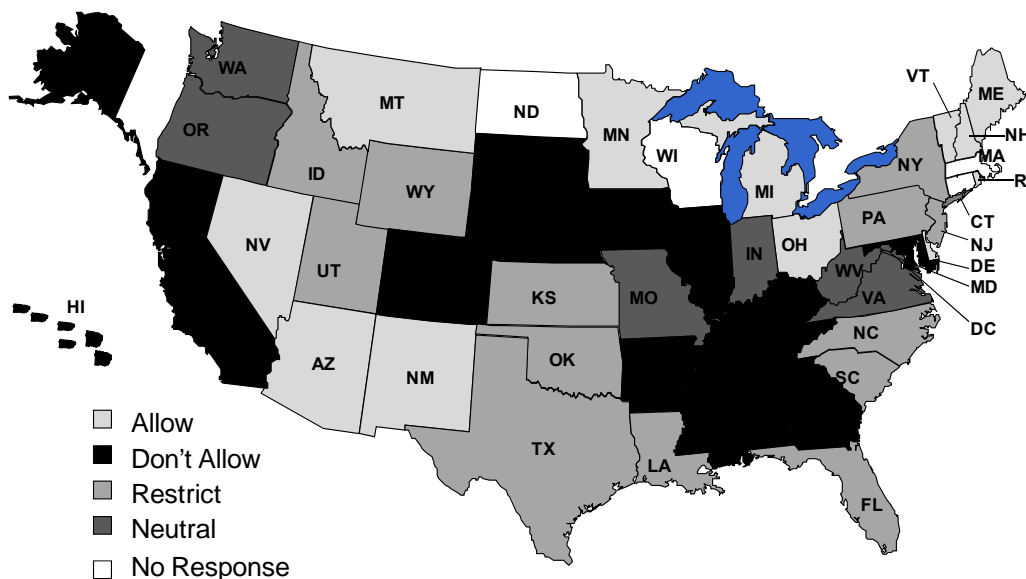 WA
MT
ND
MN
VT
ME
OR
NH
ID
WI
NY
MA
WY
MI
R
PA
CT
NV
OH
NJ
UT
IN
DE
KS
MO
WV
MD
VA
HI
DC
NC
AZ
OK
NM
SC
TX
LA
FL
Allow
Don't Allow
Restrict
Neutral
No Response